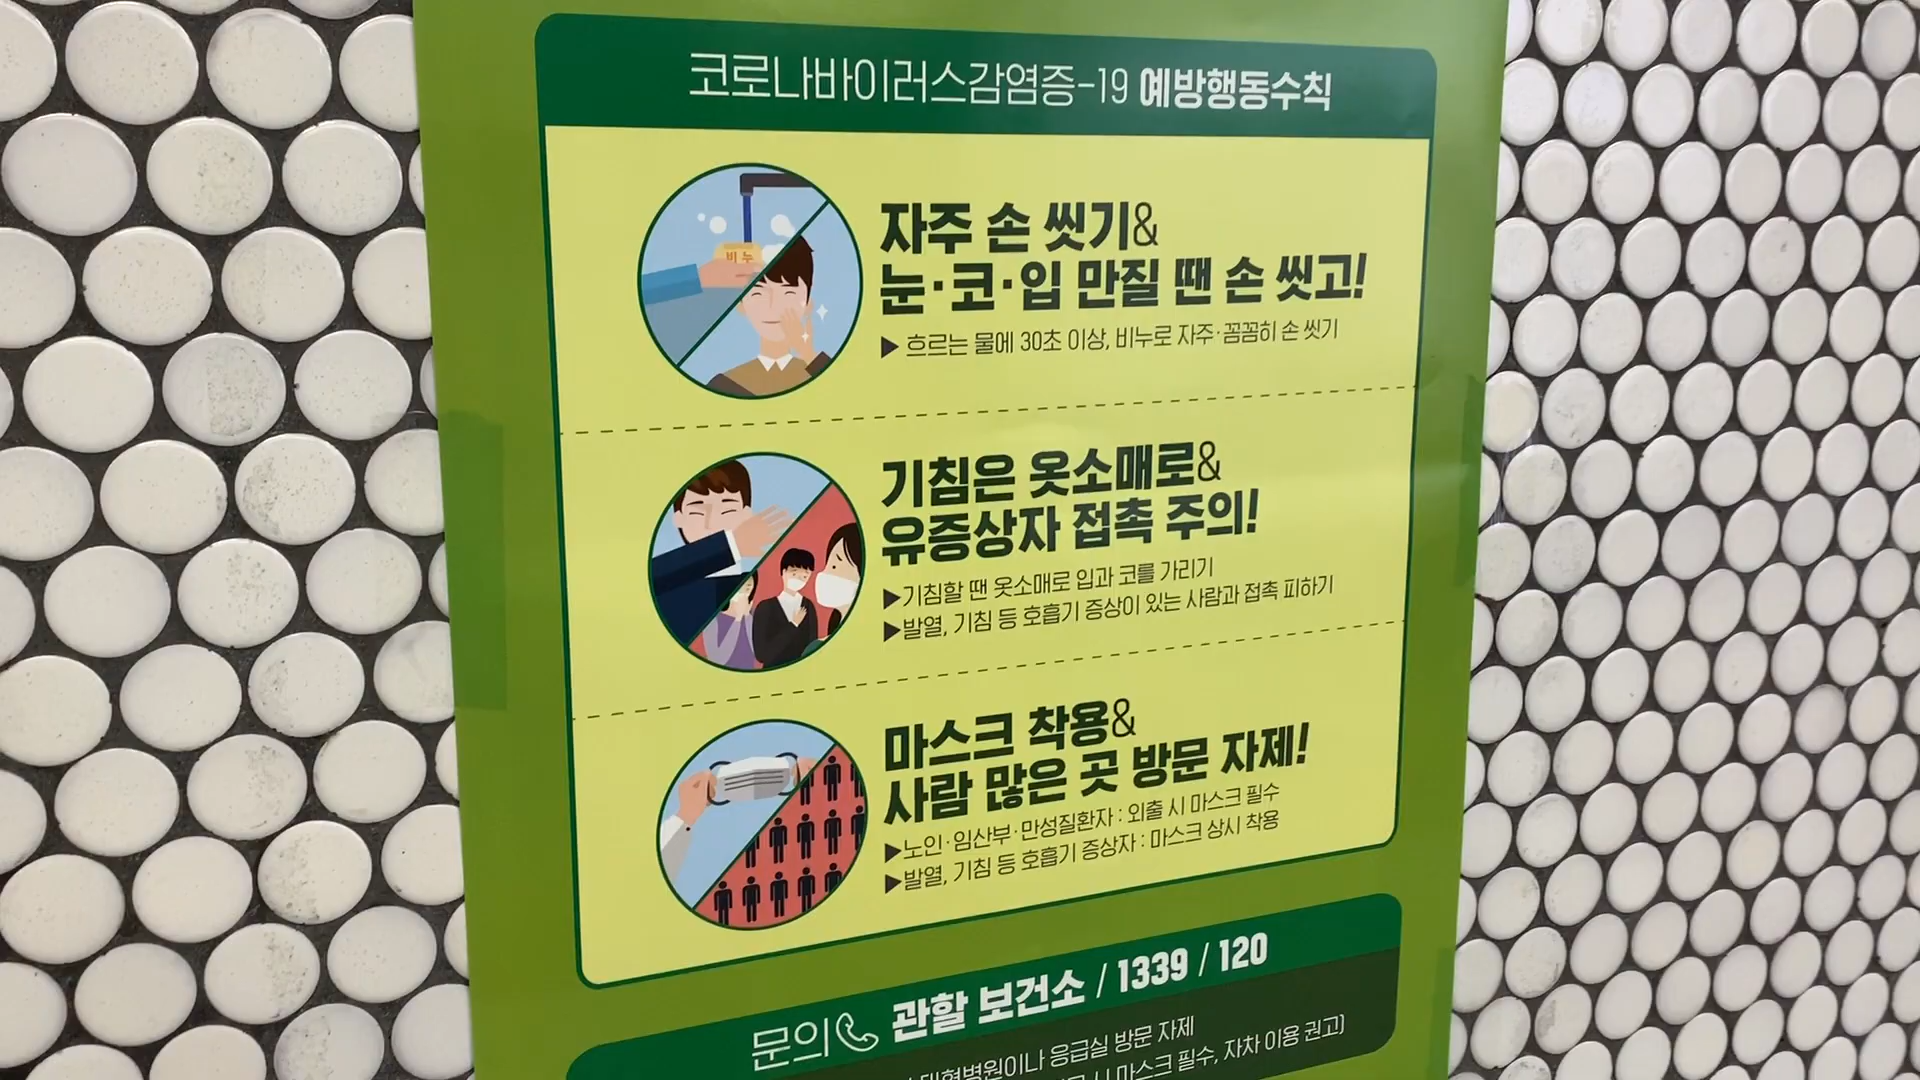 코로나바이러스감염증-19 예방행동수칙
비누
자주 손 씻기&
눈·코·입 만질 땐 손 씻고!
▶ 흐르는 물에 30초 이상, 비누로 자주·꼼꼼히 손 씻기
기침은 옷소매로&
유증상자 접촉 주의!
▶기침할 땐 옷소매로 입과 코를 가리기
▶발열, 기침 등 호흡기 증상이 있는 사람과 접촉 피하기
마스크 착용&
사람 많은 곳 방문 자제!
▶노인·임산부·만성질환자 : 외출 시 마스크 필수
▶발열, 기침 등 호흡기 증상자 : 마스크 상시 착용
문의 관할 보건소 / 1339 / 120
대형병원이나 응급실 방문 자제
시 마스크 필수, 자차 이용 권고)